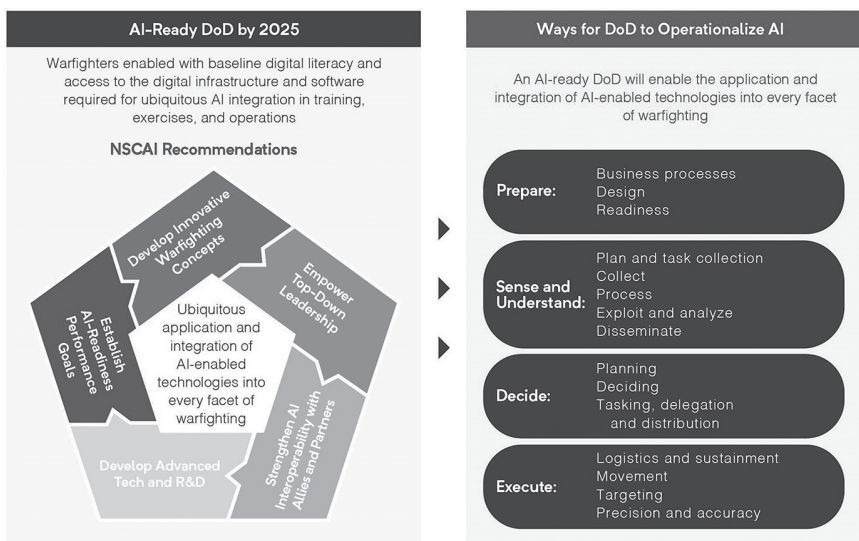 AI-Ready DoD by 2025
Warfighters enabled with baseline digital literacy and
access to the digital infrastructure and software
required for ubiquitous AI integration in training,
exercises, and operations
NSCAI Recommendations
Develop Innovative
Warfighting
Concepts
Empower
Top-Down
Leadership
Establish
AI-Readiness
Performance
Goals
Ubiquitous
application and
integration of
AI-enabled
technologies into
every facet of
warfighting
Strengthen AI
Interoperability with
Allies and Partners
Develop Advanced
Tech and R&D
Ways for DoD to Operationalize AI
An AI-ready DoD will enable the application and
integration of AI-enabled technologies into every facet
of warfighting
Prepare:
Business processes
Design
Readiness
Sense and
Understand:
Plan and task collection
Collect
Process
Exploit and analyze
Disseminate
Decide:
Planning
Deciding
Tasking, delegation
and distribution
Execute:
Logistics and sustainment
Movement
Targeting
Precision and accuracy